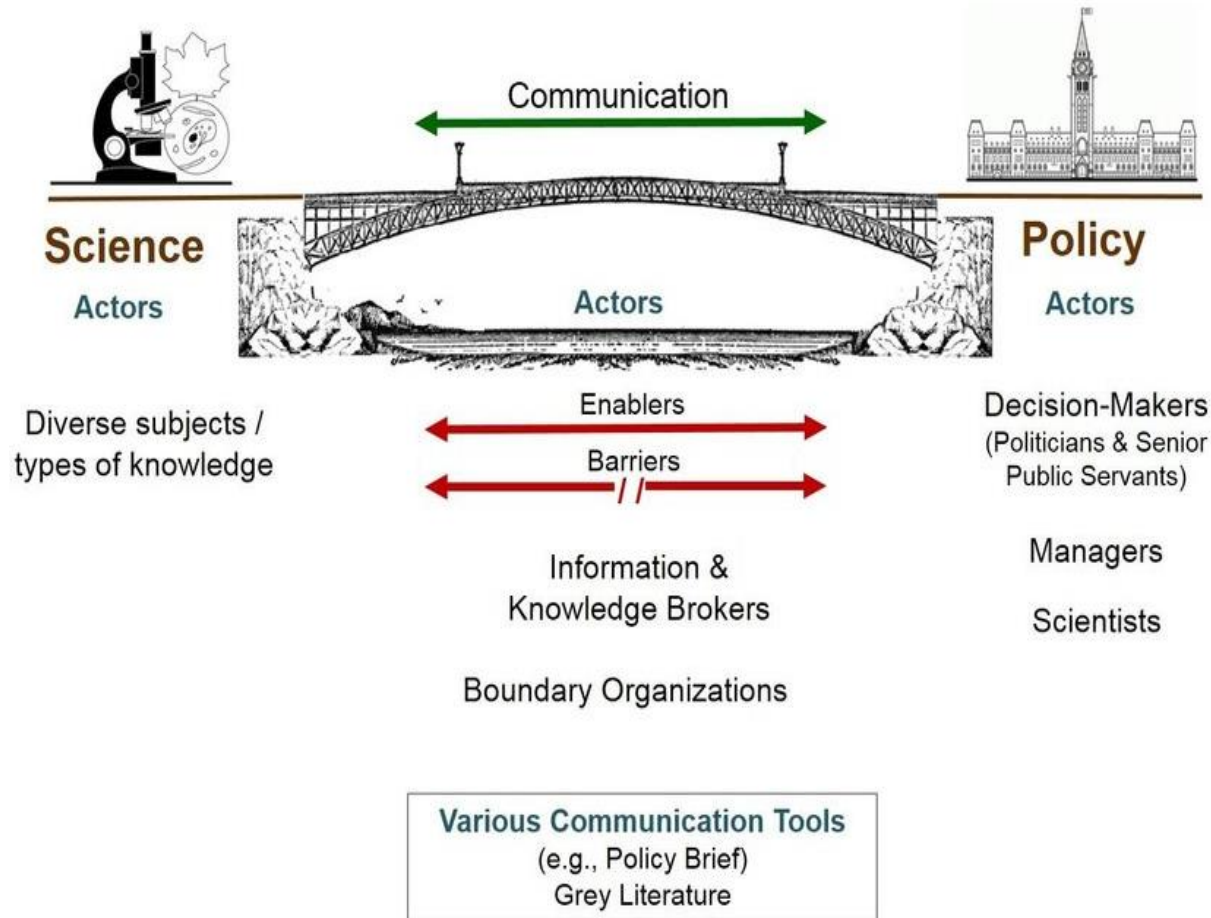 Communication
Science
Actors
Actors
Policy
Actors
Diverse subjects /
types of knowledge
Enablers
Barriers
Information &
Knowledge Brokers
Boundary Organizations
Decision-Makers
(Politicians & Senior
Public Servants)
Managers
Scientists
Various Communication Tools
(e.g., Policy Brief)
Grey Literature